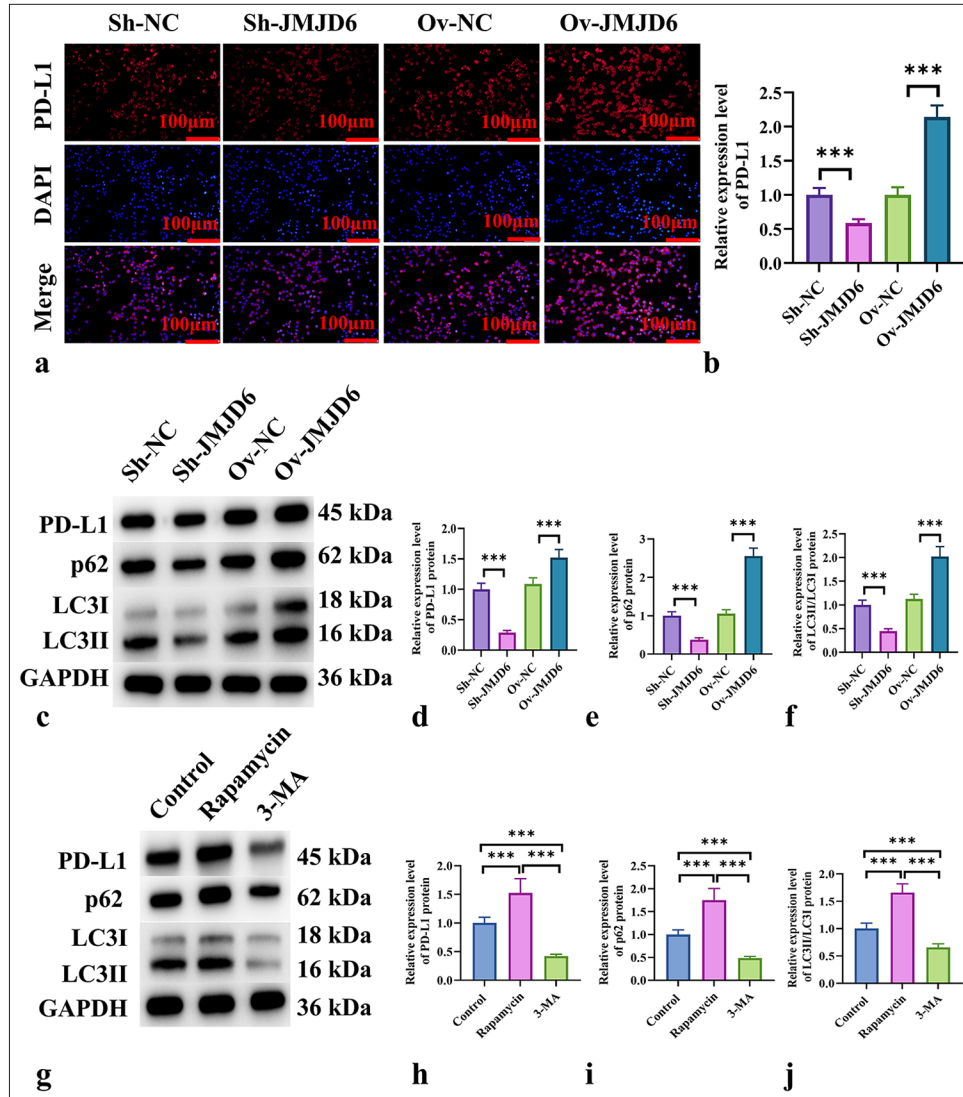 Sh-NC Sh-JMJD6 Ov-NC Ov-JMJD6
PD-L1
100μm 100μm 100μm 100μm
DAPI
100μm 100μm 100μm 100μm
Merge
100μm 100μm 100μm 100μm
a
Relative expression level
of PD-L1
2.5
2.0
1.5
1.0
0.5
0.0
***
***
Sh-NC
Sh-JMJD6
Ov-NC
Ov-JMJD6
b
Sh-NC
Sh-JMJD6
Ov-NC
Ov-JMJD6
PD-L1 45 kDa
p62 62 kDa
LC3I 18 kDa
LC3II 16 kDa
GAPDH 36 kDa
c
Relative expression level
of PD-L1 protein
2.0
1.5
1.0
0.5
0.0
***
***
Sh-NC
Sh-JMJD6
Ov-NC
Ov-JMJD6
d
Relative expression level
of p62 protein
3
2
1
0
***
***
Sh-NC
Sh-JMJD6
Ov-NC
Ov-JMJD6
e
Relative expression level
of LC3II/LC3I protein
2.5
2.0
1.5
1.0
0.5
0.0
***
***
Sh-NC
Sh-JMJD6
Ov-NC
Ov-JMJD6
f
Control
Rapamycin
3-MA
PD-L1 45 kDa
p62 62 kDa
LC3I 18 kDa
LC3II 16 kDa
GAPDH 36 kDa
g
Relative expression level
of PD-L1 protein
2.0
1.5
1.0
0.5
0.0
***
*** ***
Control
Rapamycin
3-MA
h
Relative expression level
of p62 protein
2.5
2.0
1.5
1.0
0.5
0.0
***
*** ***
Control
Rapamycin
3-MA
i
Relative expression level
of LC3II/LC3I protein
2.0
1.5
1.0
0.5
0.0
***
*** ***
Control
Rapamycin
3-MA
j